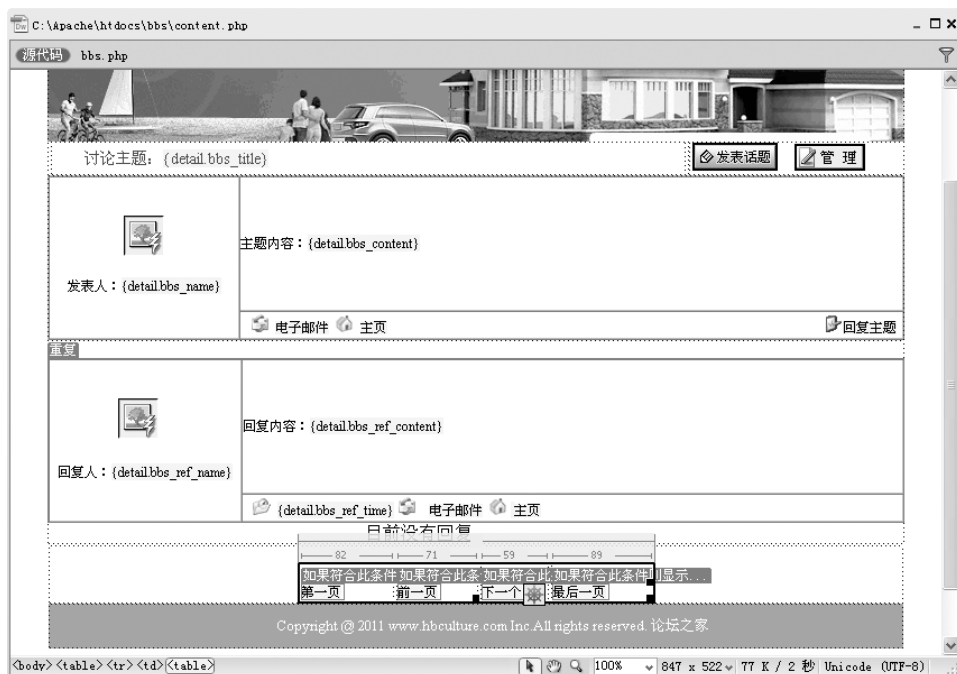 C:\Apache\htdocs\bbs\content.php
源代码 bbs.php
讨论主题：{detail.bbs_title} 发表话题 管 理
主题内容：{detail.bbs_content}
发表人：{detail.bbs_name}
电子邮件 主页 回复主题
重复
回复内容：{detail.bbs_ref_content}
回复人：{detail.bbs_ref_name}
{detail.bbs_ref_time} 电子邮件 主页
目前没有回复
82 71 59 89
如果符合此条件 如果符合此条 如果符合此 如果符合此条件则显示...
第一页 前一页 下一个 最后一页
Copyright @ 2011 www.hbculture.com Inc.All rights reserved. 论坛之家
<body> <table> <tr> <td> <table> 100% 847 x 522 77 K / 2 秒 Unicode (UTF-8)